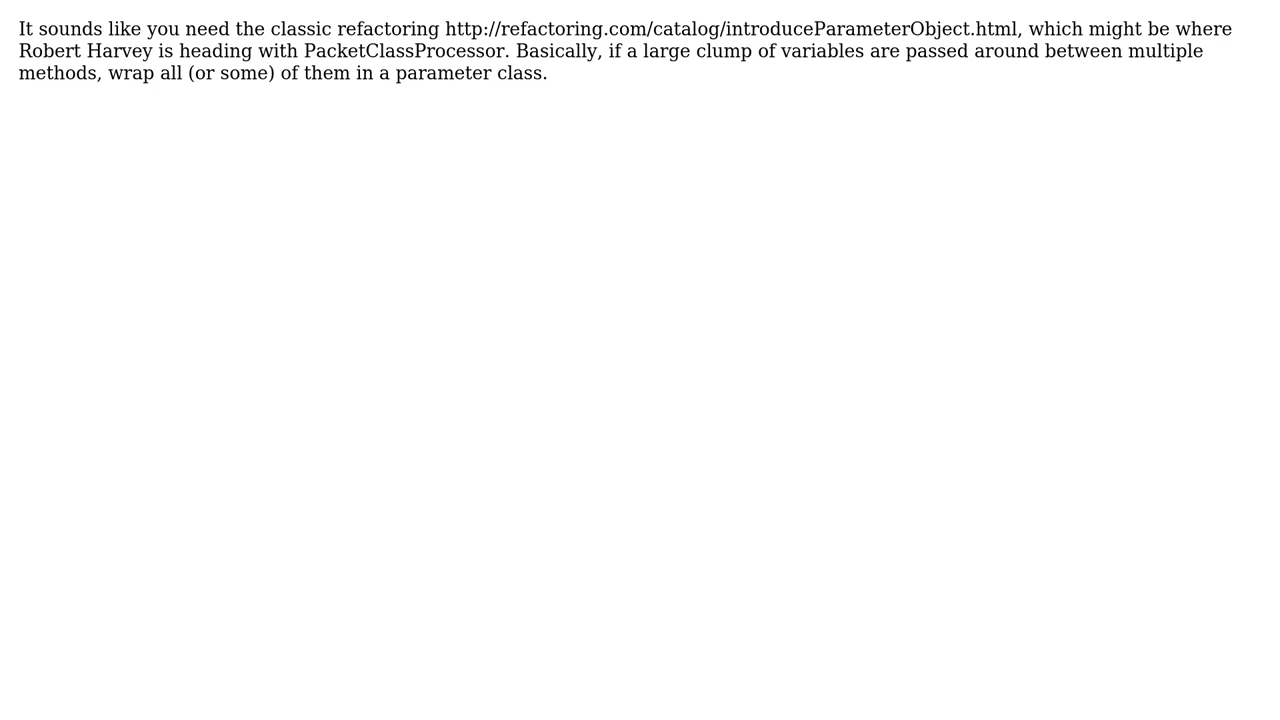 It sounds like you need the classic refactoring http://refactoring.com/catalog/introduceParameterObject.html, which might be where
Robert Harvey is heading with PacketClassProcessor. Basically, if a large clump of variables are passed around between multiple
methods, wrap all (or some) of them in a parameter class.